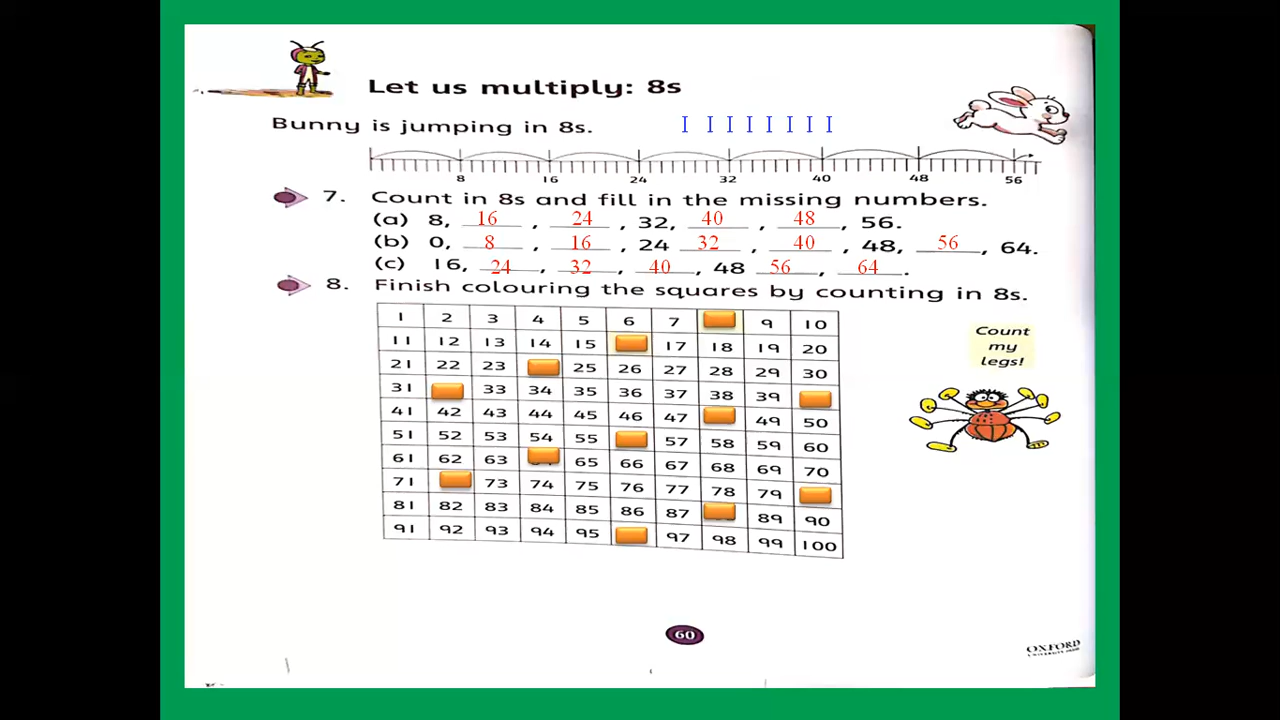 Let us multiply: 8s
Bunny is jumping in 8s. I I I I I I I I
8 16 24 32 40 48 56
7. Count in 8s and fill in the missing numbers.
(a) 8, 16 , 24 , 32, 40 , 48 , 56.
(b) 0, 8 , 16 , 24 32 , 40 , 48, 56 , 64.
(c) 16, 24 , 32 , 40 , 48 56 , 64 .
8. Finish colouring the squares by counting in 8s.
1 2 3 4 5 6 7 9 10
11 12 13 14 15 17 18 19 20
21 22 23 25 26 27 28 29 30
31 33 34 35 36 37 38 39
41 42 43 44 45 46 47 49 50
51 52 53 54 55 57 58 59 60
61 62 63 65 66 67 68 69 70
71 73 74 75 76 77 78 79
81 82 83 84 85 86 87 89 90
91 92 93 94 95 97 98 99 100
Count
my
legs!
60
OXFORD